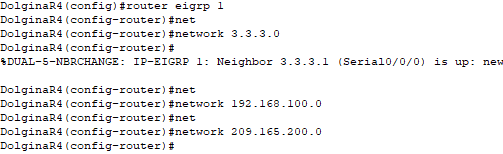 DolginaR4(config)#router eigrp 1
DolginaR4(config-router)#net
DolginaR4(config-router)#network 3.3.3.0
DolginaR4(config-router)#
%DUAL-5-NBRCHANGE: IP-EIGRP 1: Neighbor 3.3.3.1 (Serial0/0/0) is up: new
DolginaR4(config-router)#net
DolginaR4(config-router)#network 192.168.100.0
DolginaR4(config-router)#net
DolginaR4(config-router)#network 209.165.200.0
DolginaR4(config-router)#